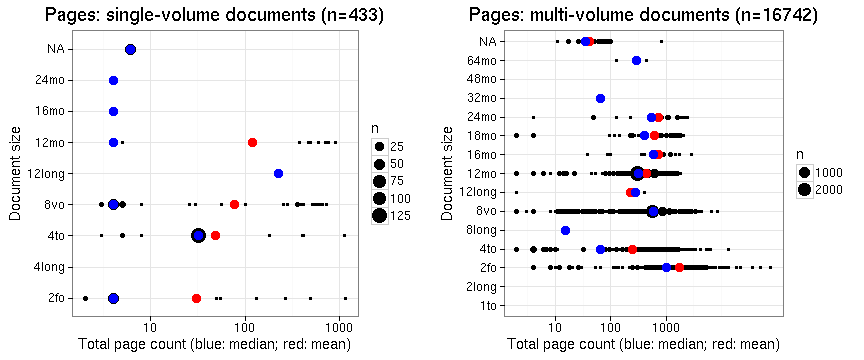 Pages: single-volume documents (n=433)
Document size
NA
24mo
16mo
12mo
12long
8vo
4to
4long
2fo
10
100
1000
Total page count (blue: median; red: mean)
n
25
50
75
100
125
Pages: multi-volume documents (n=16742)
Document size
NA
64mo
48mo
32mo
24mo
18mo
16mo
12mo
12long
8vo
8long
4to
2fo
2long
1to
10
100
1000
Total page count (blue: median; red: mean)
n
1000
2000